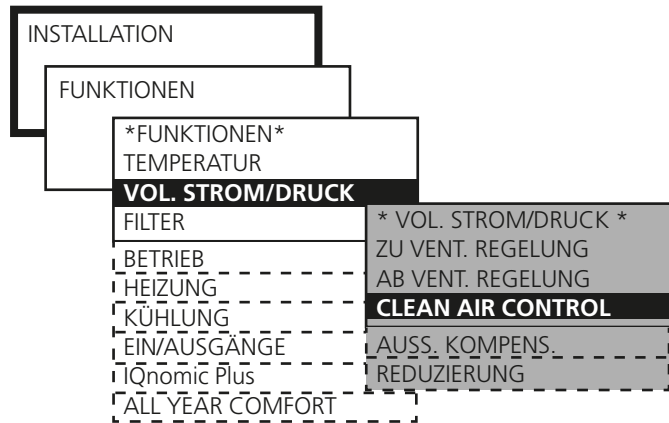 INSTALLATION
FUNKTIONEN
*FUNKTIONEN*
TEMPERATUR
VOL. STROM/DRUCK
FILTER
BETRIEB
HEIZUNG
KÜHLUNG
EIN/AUSGÄNGE
IQnomic Plus
ALL YEAR COMFORT
* VOL. STROM/DRUCK *
ZU VENT. REGELUNG
AB VENT. REGELUNG
CLEAN AIR CONTROL
AUSS. KOMPENS.
REDUZIERUNG